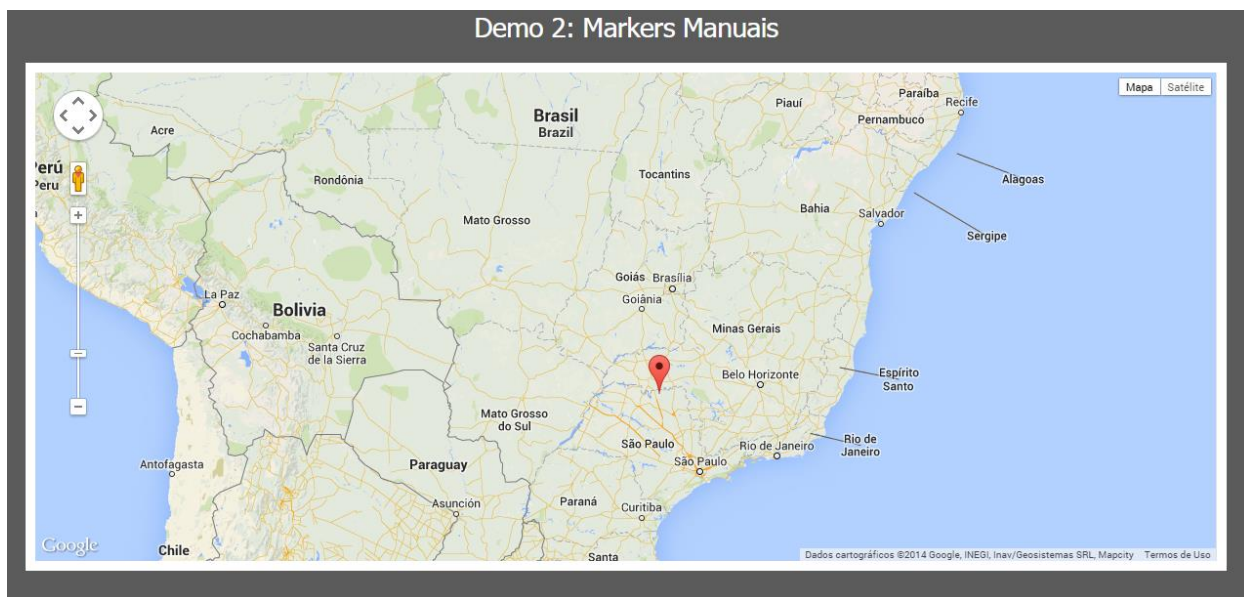 Demo 2: Markers Manuais
Mapa
Satélite
Paraíba
Piauí
Recife
Brasil
Brazil
Pernambuco
Acre
Perú
Peru
Rondônia
Tocantins
Alagoas
Mato Grosso
Bahia
Salvador
Sergipe
Goiás
Brasília
La Paz
Goiânia
Bolivia
Minas Gerais
Cochabamba
Santa Cruz
de la Sierra
Belo Horizonte
Espírito
Santo
Mato Grosso
do Sul
São Paulo
Rio de Janeiro
Rio de
Janeiro
Antofagasta
Paraguay
São Paulo
Asunción
Paraná
Curitiba
Google
Chile
Santa
Dados cartográficos ©2014 Google, INEGI, Inav/Geosistemas SRL, Mapcity
Termos de Uso